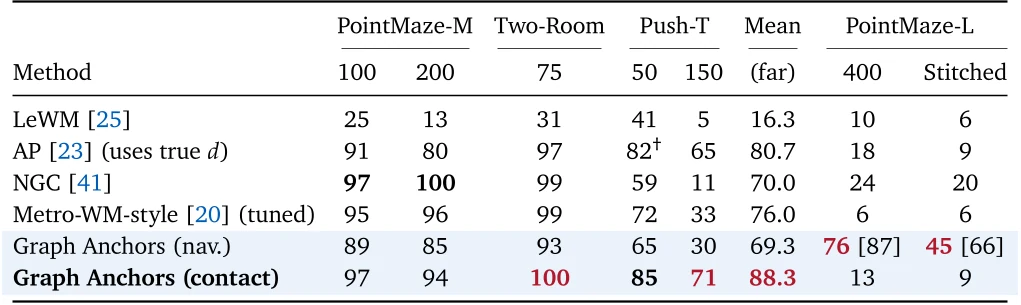 PointMaze-M Two-Room Push-T Mean PointMaze-L
Method 100 200 75 50 150 (far) 400 Stitched
LeWM [25] 25 13 31 41 5 16.3 10 6
AP [23] (uses true d) 91 80 97 82† 65 80.7 18 9
NGC [41] 97 100 99 59 11 70.0 24 20
Metro-WM-style [20] (tuned) 95 96 99 72 33 76.0 6 6
Graph Anchors (nav.) 89 85 93 65 30 69.3 76 [87] 45 [66]
Graph Anchors (contact) 97 94 100 85 71 88.3 13 9